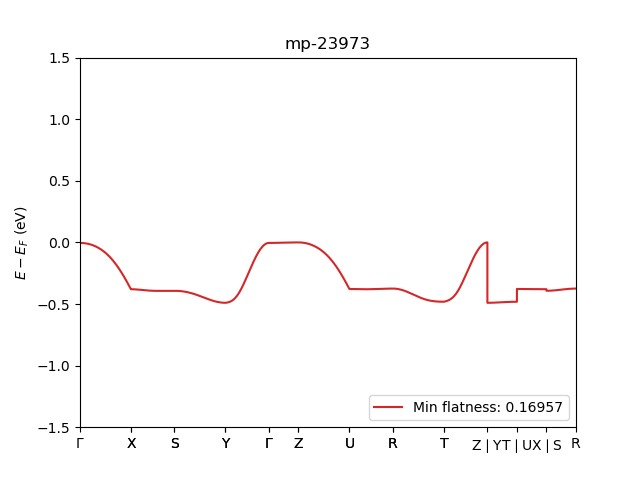 mp-23973
E − E_F (eV)
1.5
1.0
0.5
0.0
−0.5
−1.0
−1.5
Min flatness: 0.16957
Γ X S Y Γ Z U R T Z | YT | UX | S R